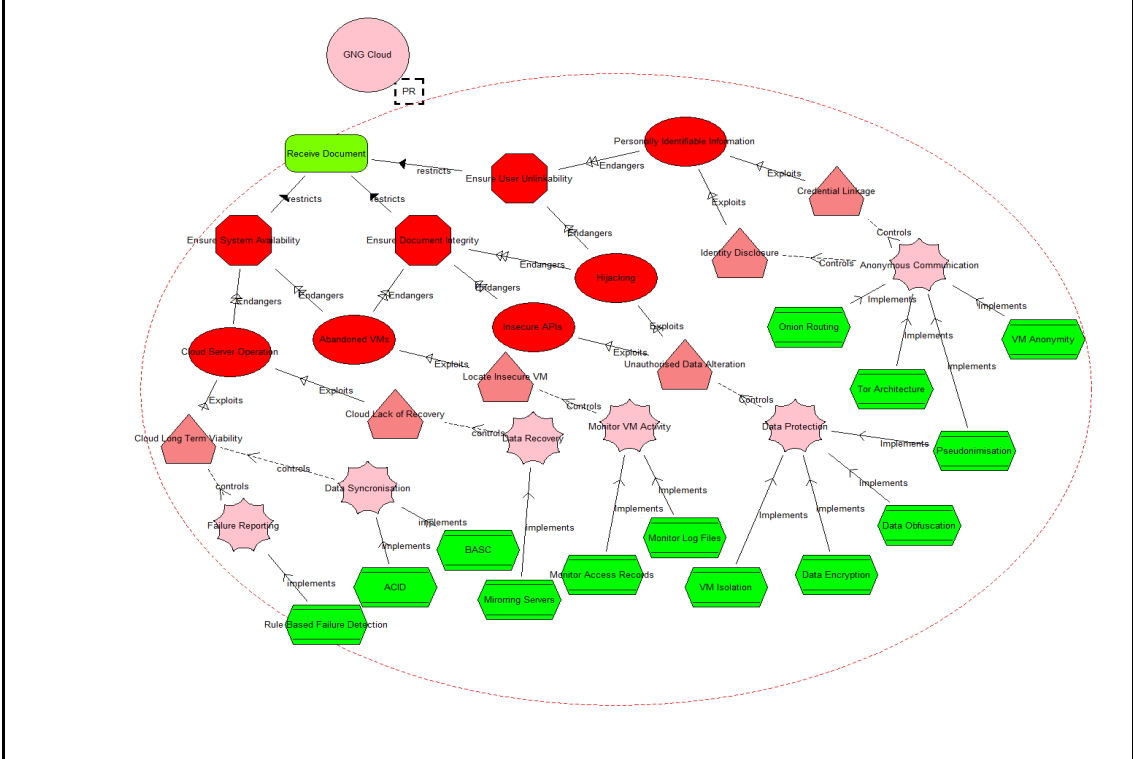 GNG Cloud
PR
Receive Document
restricts
Ensure User Unlinkability
Endangers
Personally Identifiable Information
Exploits
Credential Linkage
restricts
restricts
Exploits
Controls
Ensure System Availability
Ensure Document Integrity
Endangers
Identity Disclosure
Controls
Anonymous Communication
Endangers
Hijacking
Endangers
Endangers
Endangers
Endangers
Implements
Implements
Cloud Server Operation
Abandoned VMs
Insecure APIs
Exploits
Onion Routing
Implements
VM Anonymity
Exploits
Exploits
Unauthorised Data Alteration
Implements
Locate Insecure VM
Exploits
Exploits
Tor Architecture
Cloud Lack of Recovery
Controls
Controls
Cloud Long Term Viability
controls
Data Recovery
Monitor VM Activity
Data Protection
Implements
Pseudonimisation
controls
controls
Data Syncronisation
Implements
Failure Reporting
implements
implements
Implements
Implements
Implements
implements
Data Obfuscation
Implements
BASC
Monitor Log Files
implements
ACID
Mirorring Servers
Monitor Access Records
VM Isolation
Data Encryption
Rule Based Failure Detection